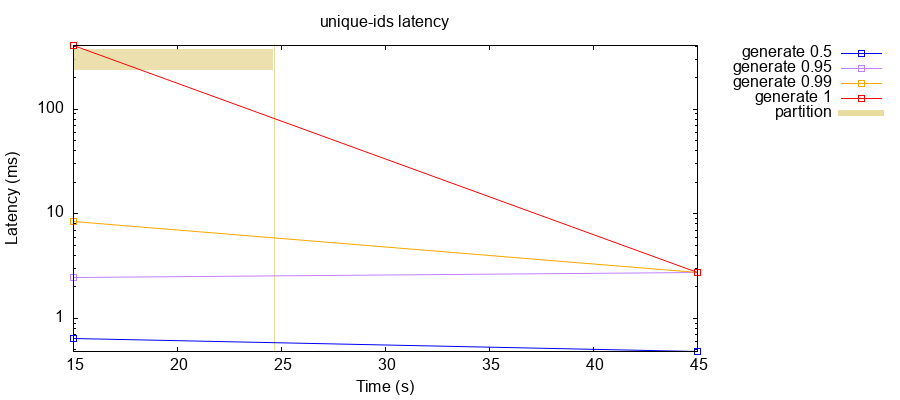 unique-ids latency
generate 0.5
generate 0.95
generate 0.99
generate 1
partition
Latency (ms)
100
10
1
15 20 25 30 35 40 45
Time (s)